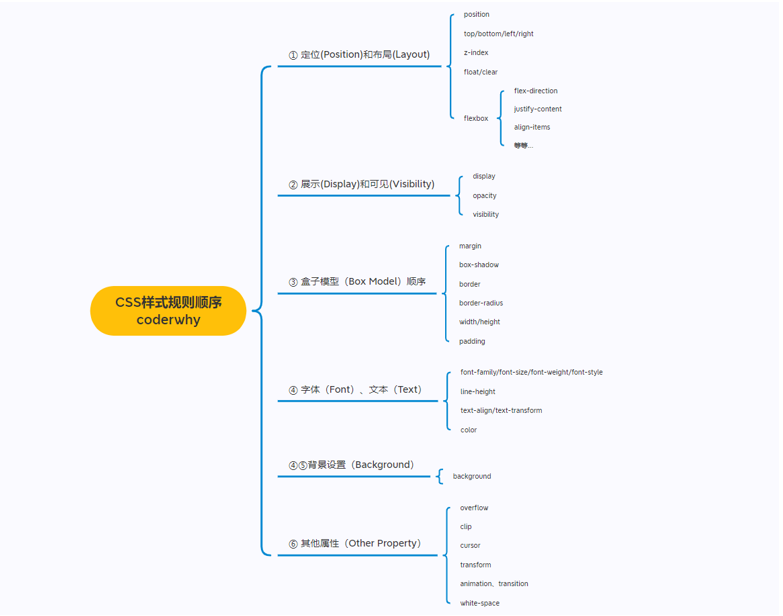 CSS样式规则顺序
coderwhy
① 定位(Position)和布局(Layout)
position
top/bottom/left/right
z-index
float/clear
flexbox
flex-direction
justify-content
align-items
等等...
② 展示(Display)和可见(Visibility)
display
opacity
visibility
③ 盒子模型（Box Model）顺序
margin
box-shadow
border
border-radius
width/height
padding
④ 字体（Font）、文本（Text）
font-family/font-size/font-weight/font-style
line-height
text-align/text-transform
color
④⑤背景设置（Background）
background
⑥ 其他属性（Other Property）
overflow
clip
cursor
transform
animation, transition
white-space